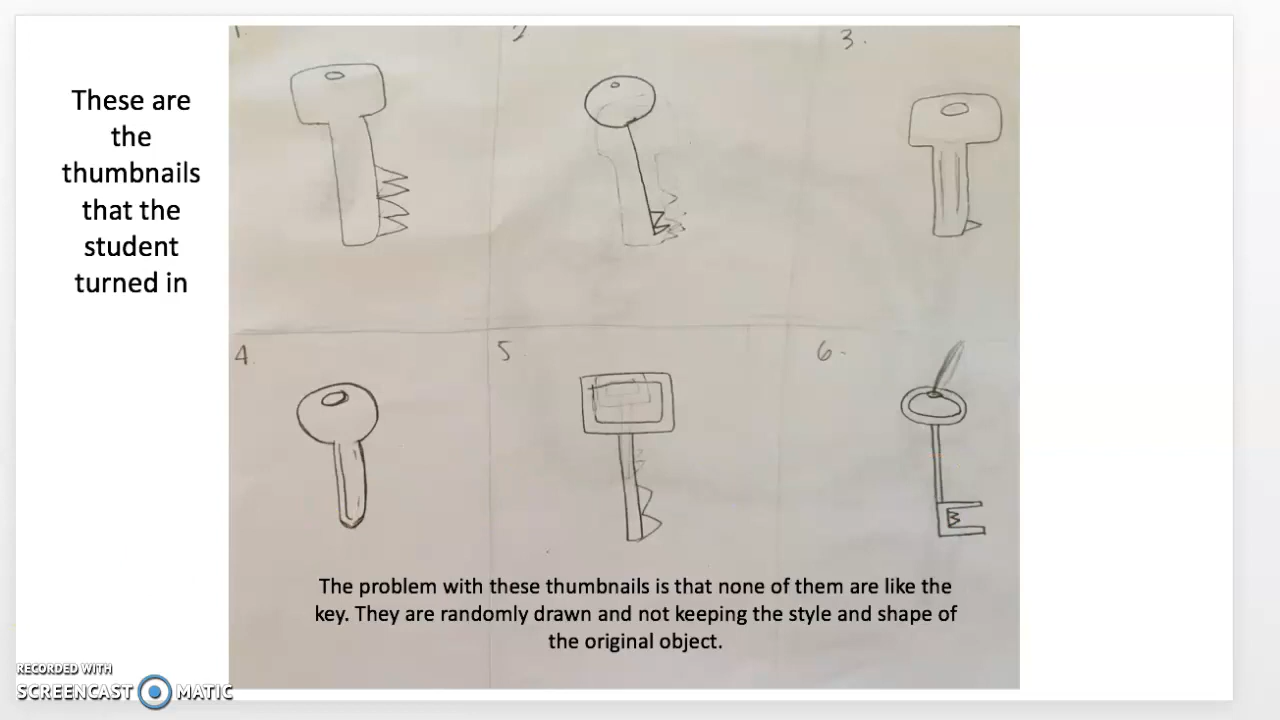 These are
the
thumbnails
that the
student
turned in
1.
2
3.
4.
5
6.
The problem with these thumbnails is that none of them are like the
key. They are randomly drawn and not keeping the style and shape of
the original object.
RECORDED WITH
SCREENCAST MATIC